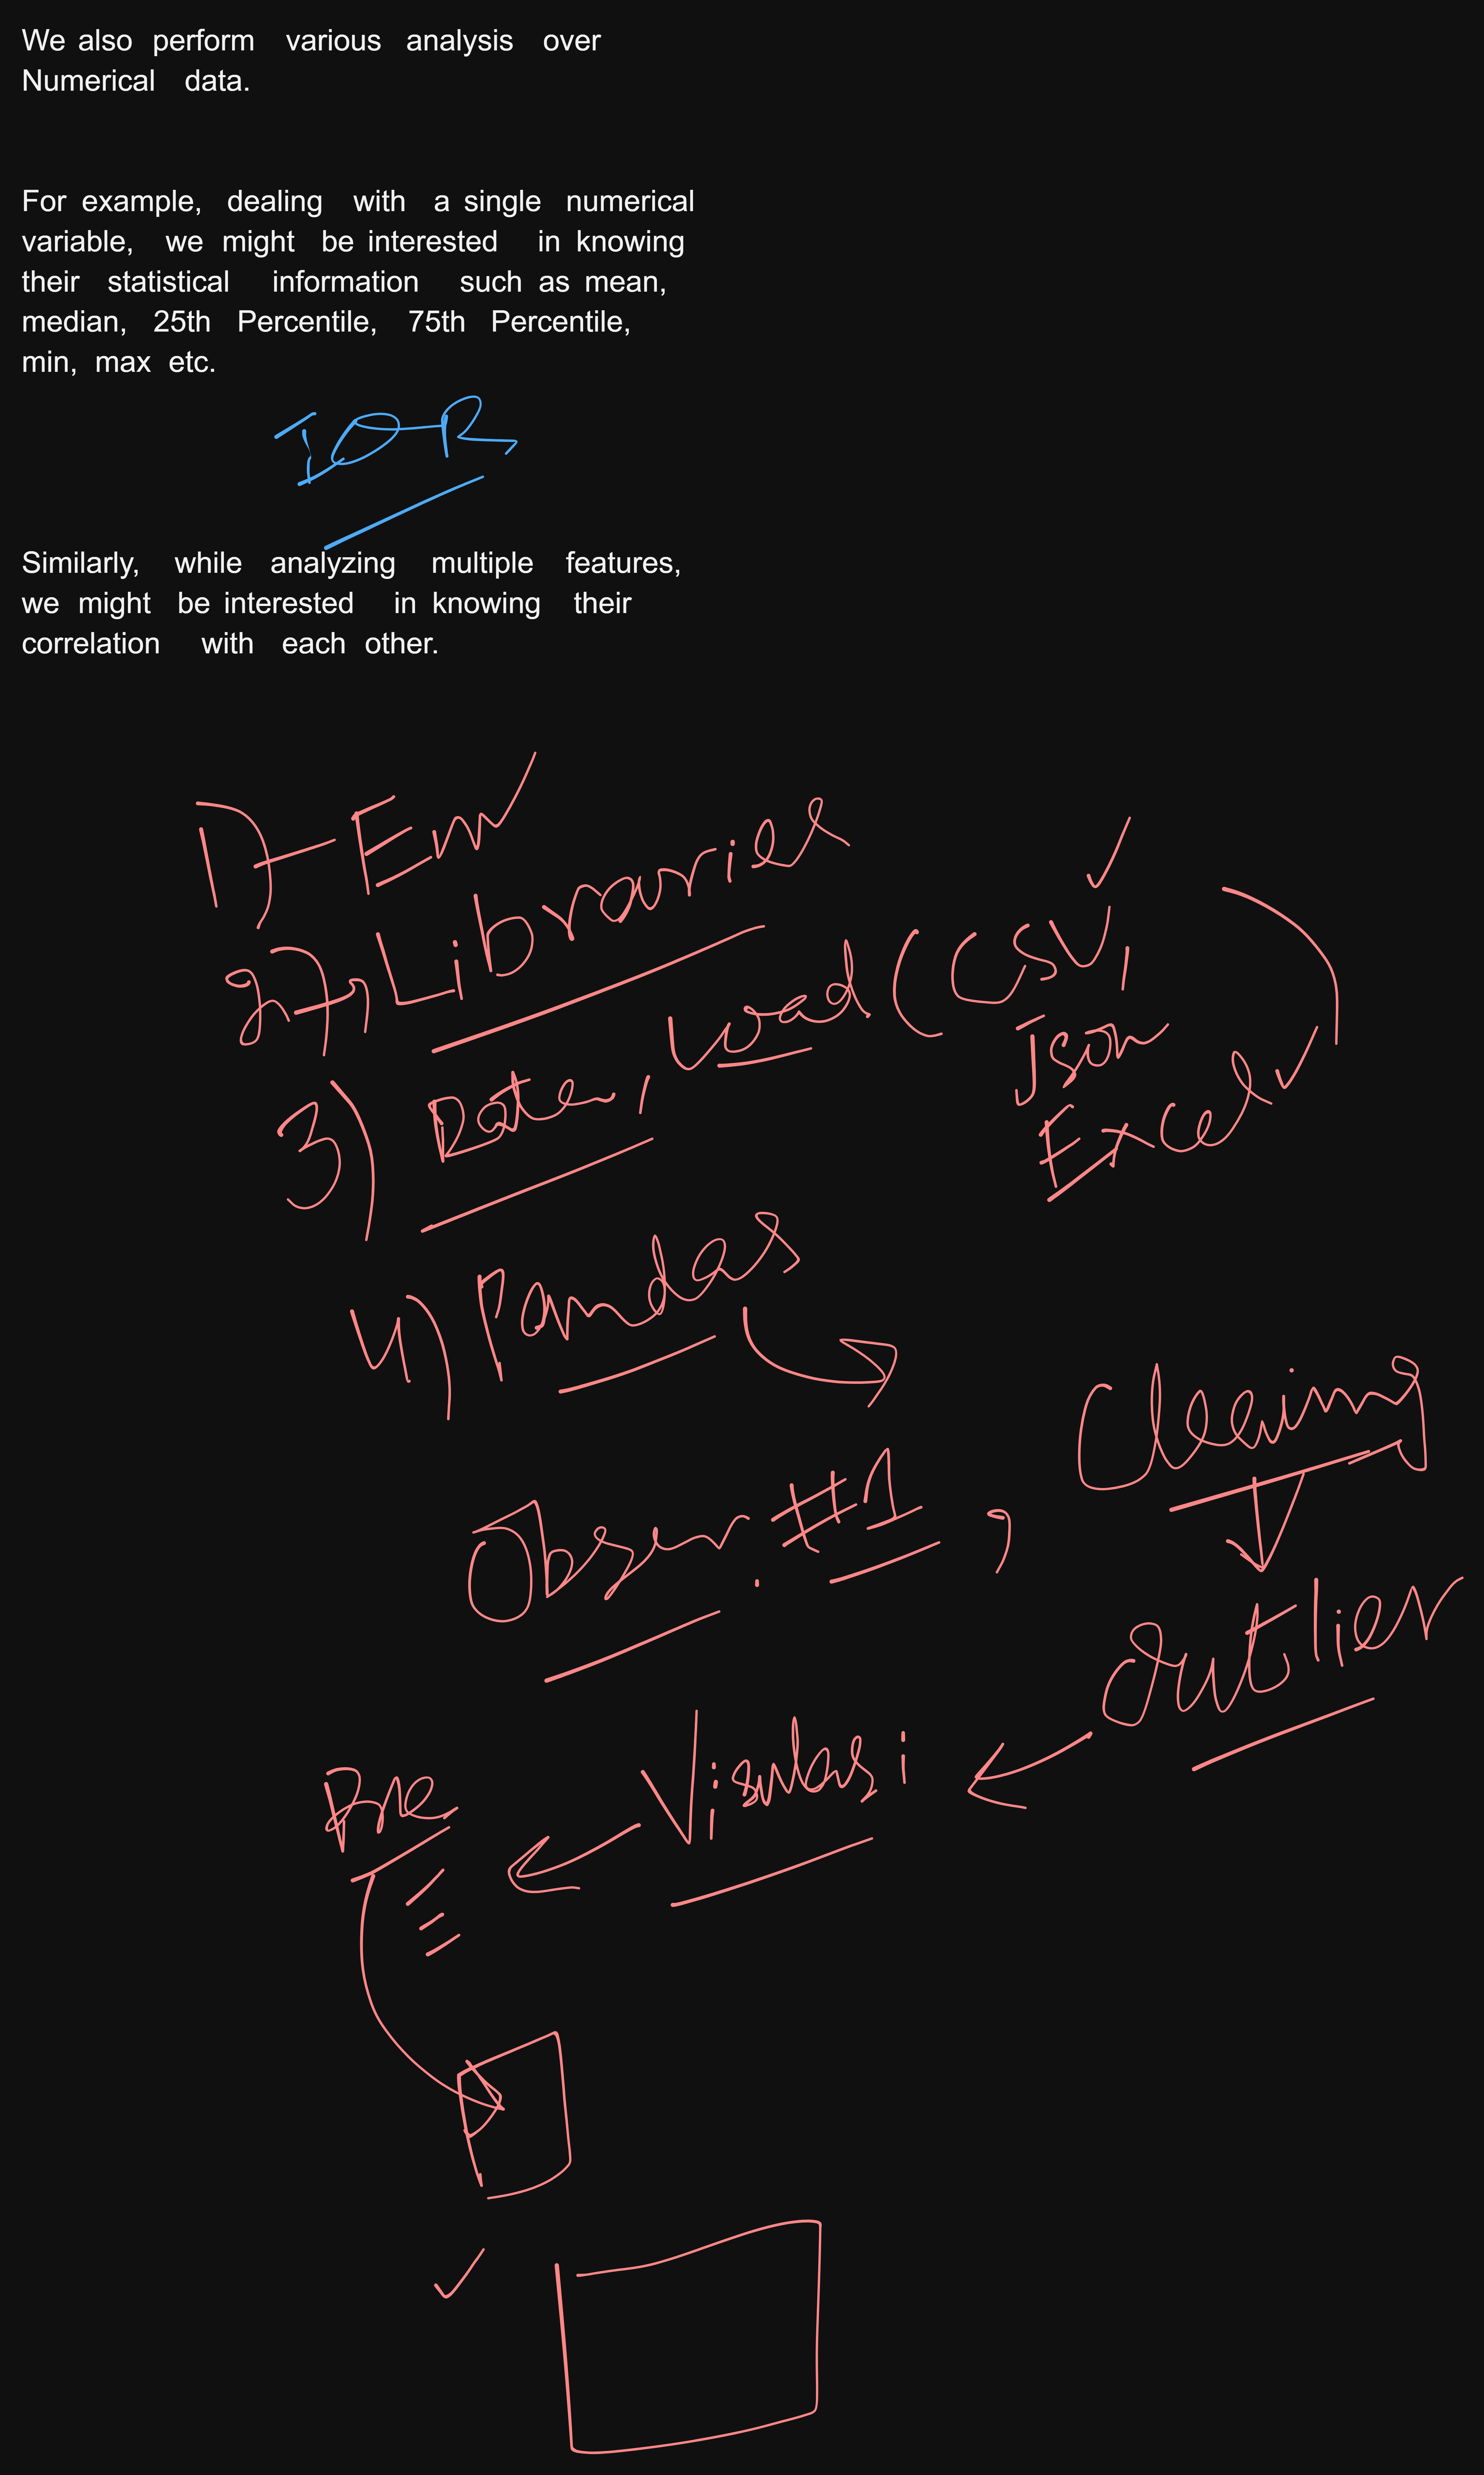 We also perform various analysis over
Numerical data.
For example, dealing with a single numerical
variable, we might be interested in knowing
their statistical information such as mean,
median, 25th Percentile, 75th Percentile,
min, max etc.
IQR
Similarly, while analyzing multiple features,
we might be interested in knowing their
correlation with each other.
1)
2) Libraries
3) Data, Load (CSV,
Json
Excel)
4) Pandas
Obser. #1, Cleaning
Outlier
Pre